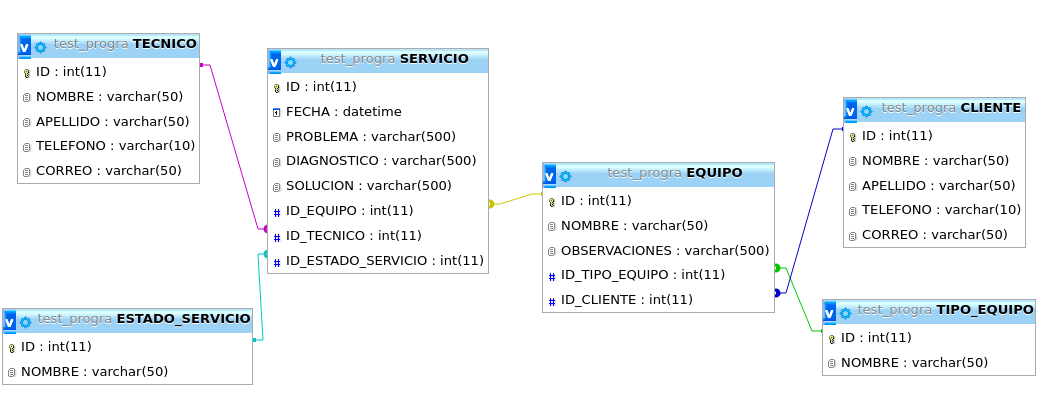 test_progra TECNICO
ID : int(11)
NOMBRE : varchar(50)
APELLIDO : varchar(50)
TELEFONO : varchar(10)
CORREO : varchar(50)
test_progra SERVICIO
ID : int(11)
FECHA : datetime
PROBLEMA : varchar(500)
DIAGNOSTICO : varchar(500)
SOLUCION : varchar(500)
ID_EQUIPO : int(11)
ID_TECNICO : int(11)
ID_ESTADO_SERVICIO : int(11)
test_progra ESTADO_SERVICIO
ID : int(11)
NOMBRE : varchar(50)
test_progra EQUIPO
ID : int(11)
NOMBRE : varchar(50)
OBSERVACIONES : varchar(500)
ID_TIPO_EQUIPO : int(11)
ID_CLIENTE : int(11)
test_progra CLIENTE
ID : int(11)
NOMBRE : varchar(50)
APELLIDO : varchar(50)
TELEFONO : varchar(10)
CORREO : varchar(50)
test_progra TIPO_EQUIPO
ID : int(11)
NOMBRE : varchar(50)